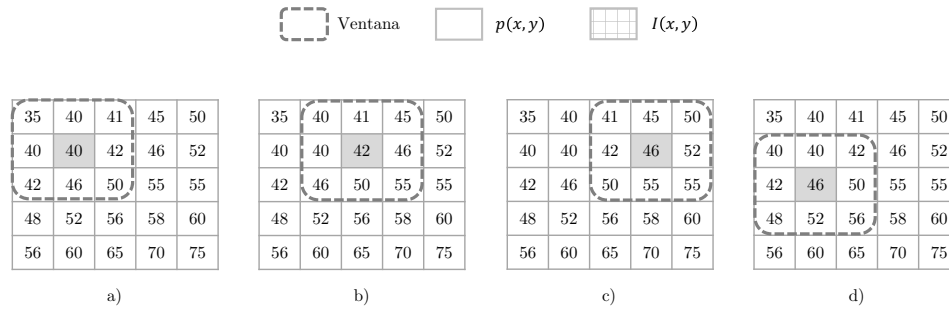 Ventana p(x,y) I(x,y)
35 40 41 45 50 35 40 41 45 50 35 40 41 45 50 35 40 41 45 50
40 40 42 46 52 40 40 42 46 52 40 40 42 46 52 40 40 42 46 52
42 46 50 55 55 42 46 50 55 55 42 46 50 55 55 42 46 50 55 55
48 52 56 58 60 48 52 56 58 60 48 52 56 58 60 48 52 56 58 60
56 60 65 70 75 56 60 65 70 75 56 60 65 70 75 56 60 65 70 75
a) b) c) d)